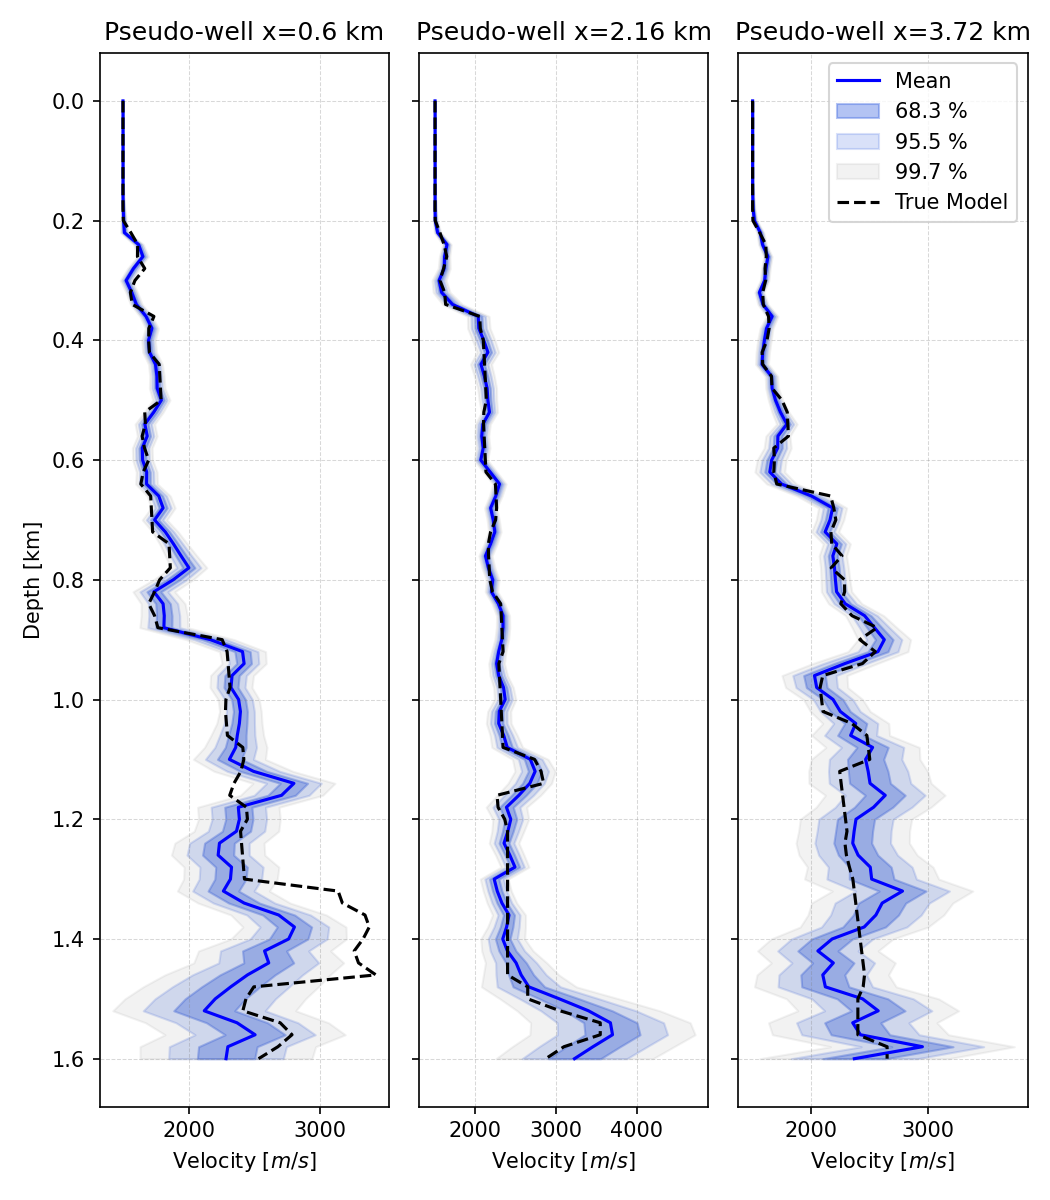 Pseudo-well x=0.6 km
Pseudo-well x=2.16 km
Pseudo-well x=3.72 km
Mean
68.3 %
95.5 %
99.7 %
True Model
Depth [km]
0.0
0.2
0.4
0.6
0.8
1.0
1.2
1.4
1.6
2000 3000
2000 3000 4000
2000 3000
Velocity [m/s]
Velocity [m/s]
Velocity [m/s]